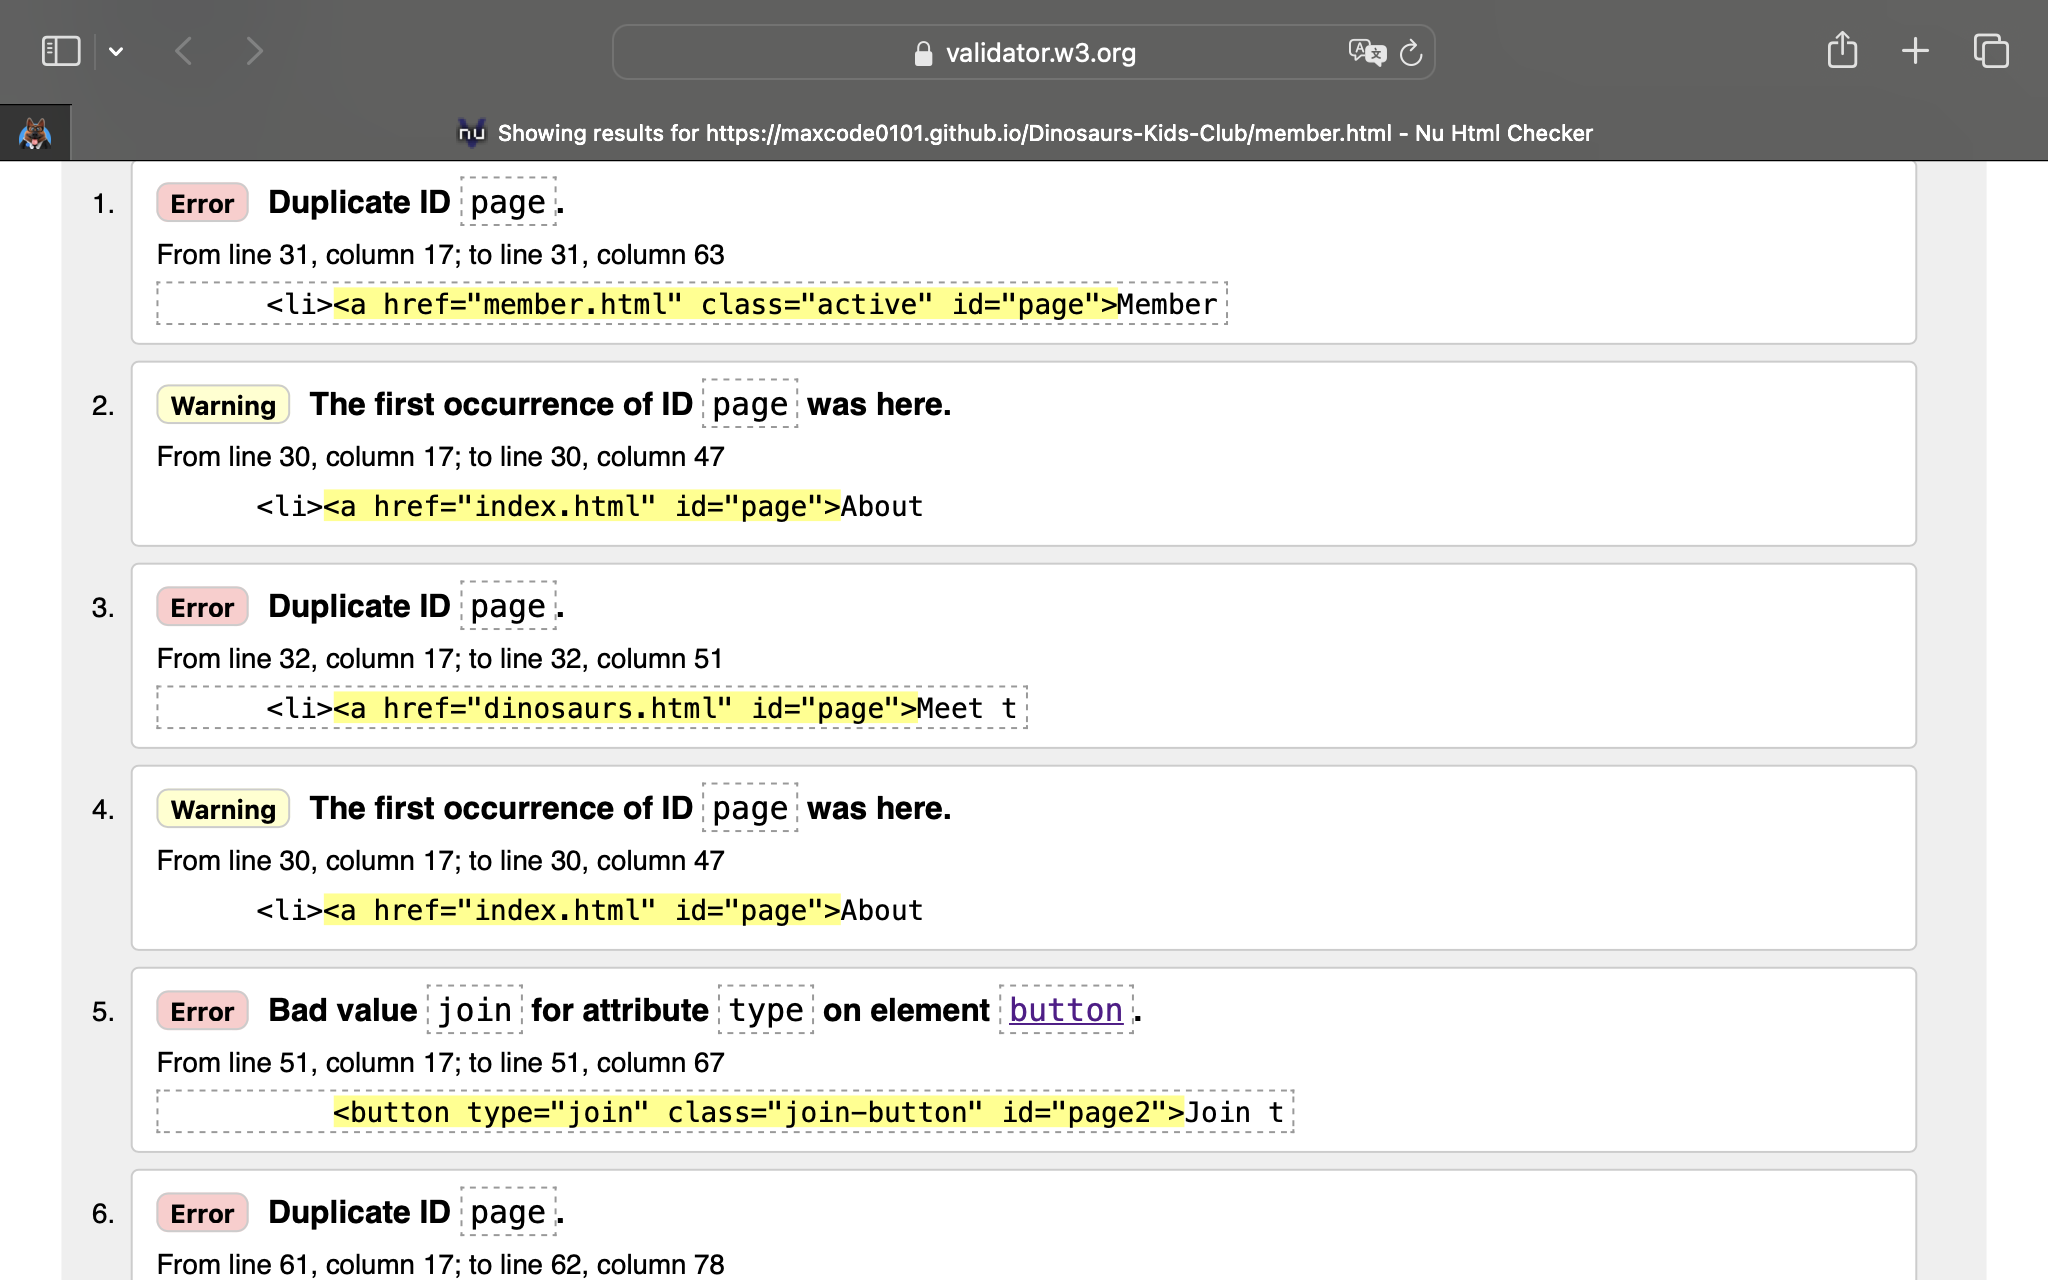 validator.w3.org
nu Showing results for https://maxcode0101.github.io/Dinosaurs-Kids-Club/member.html - Nu Html Checker
1. Error Duplicate ID page.
From line 31, column 17; to line 31, column 63
<li><a href="member.html" class="active" id="page">Member
2. Warning The first occurrence of ID page was here.
From line 30, column 17; to line 30, column 47
<li><a href="index.html" id="page">About
3. Error Duplicate ID page.
From line 32, column 17; to line 32, column 51
<li><a href="dinosaurs.html" id="page">Meet t
4. Warning The first occurrence of ID page was here.
From line 30, column 17; to line 30, column 47
<li><a href="index.html" id="page">About
5. Error Bad value join for attribute type on element button.
From line 51, column 17; to line 51, column 67
<button type="join" class="join-button" id="page2">Join t
6. Error Duplicate ID page.
From line 61, column 17; to line 62, column 78